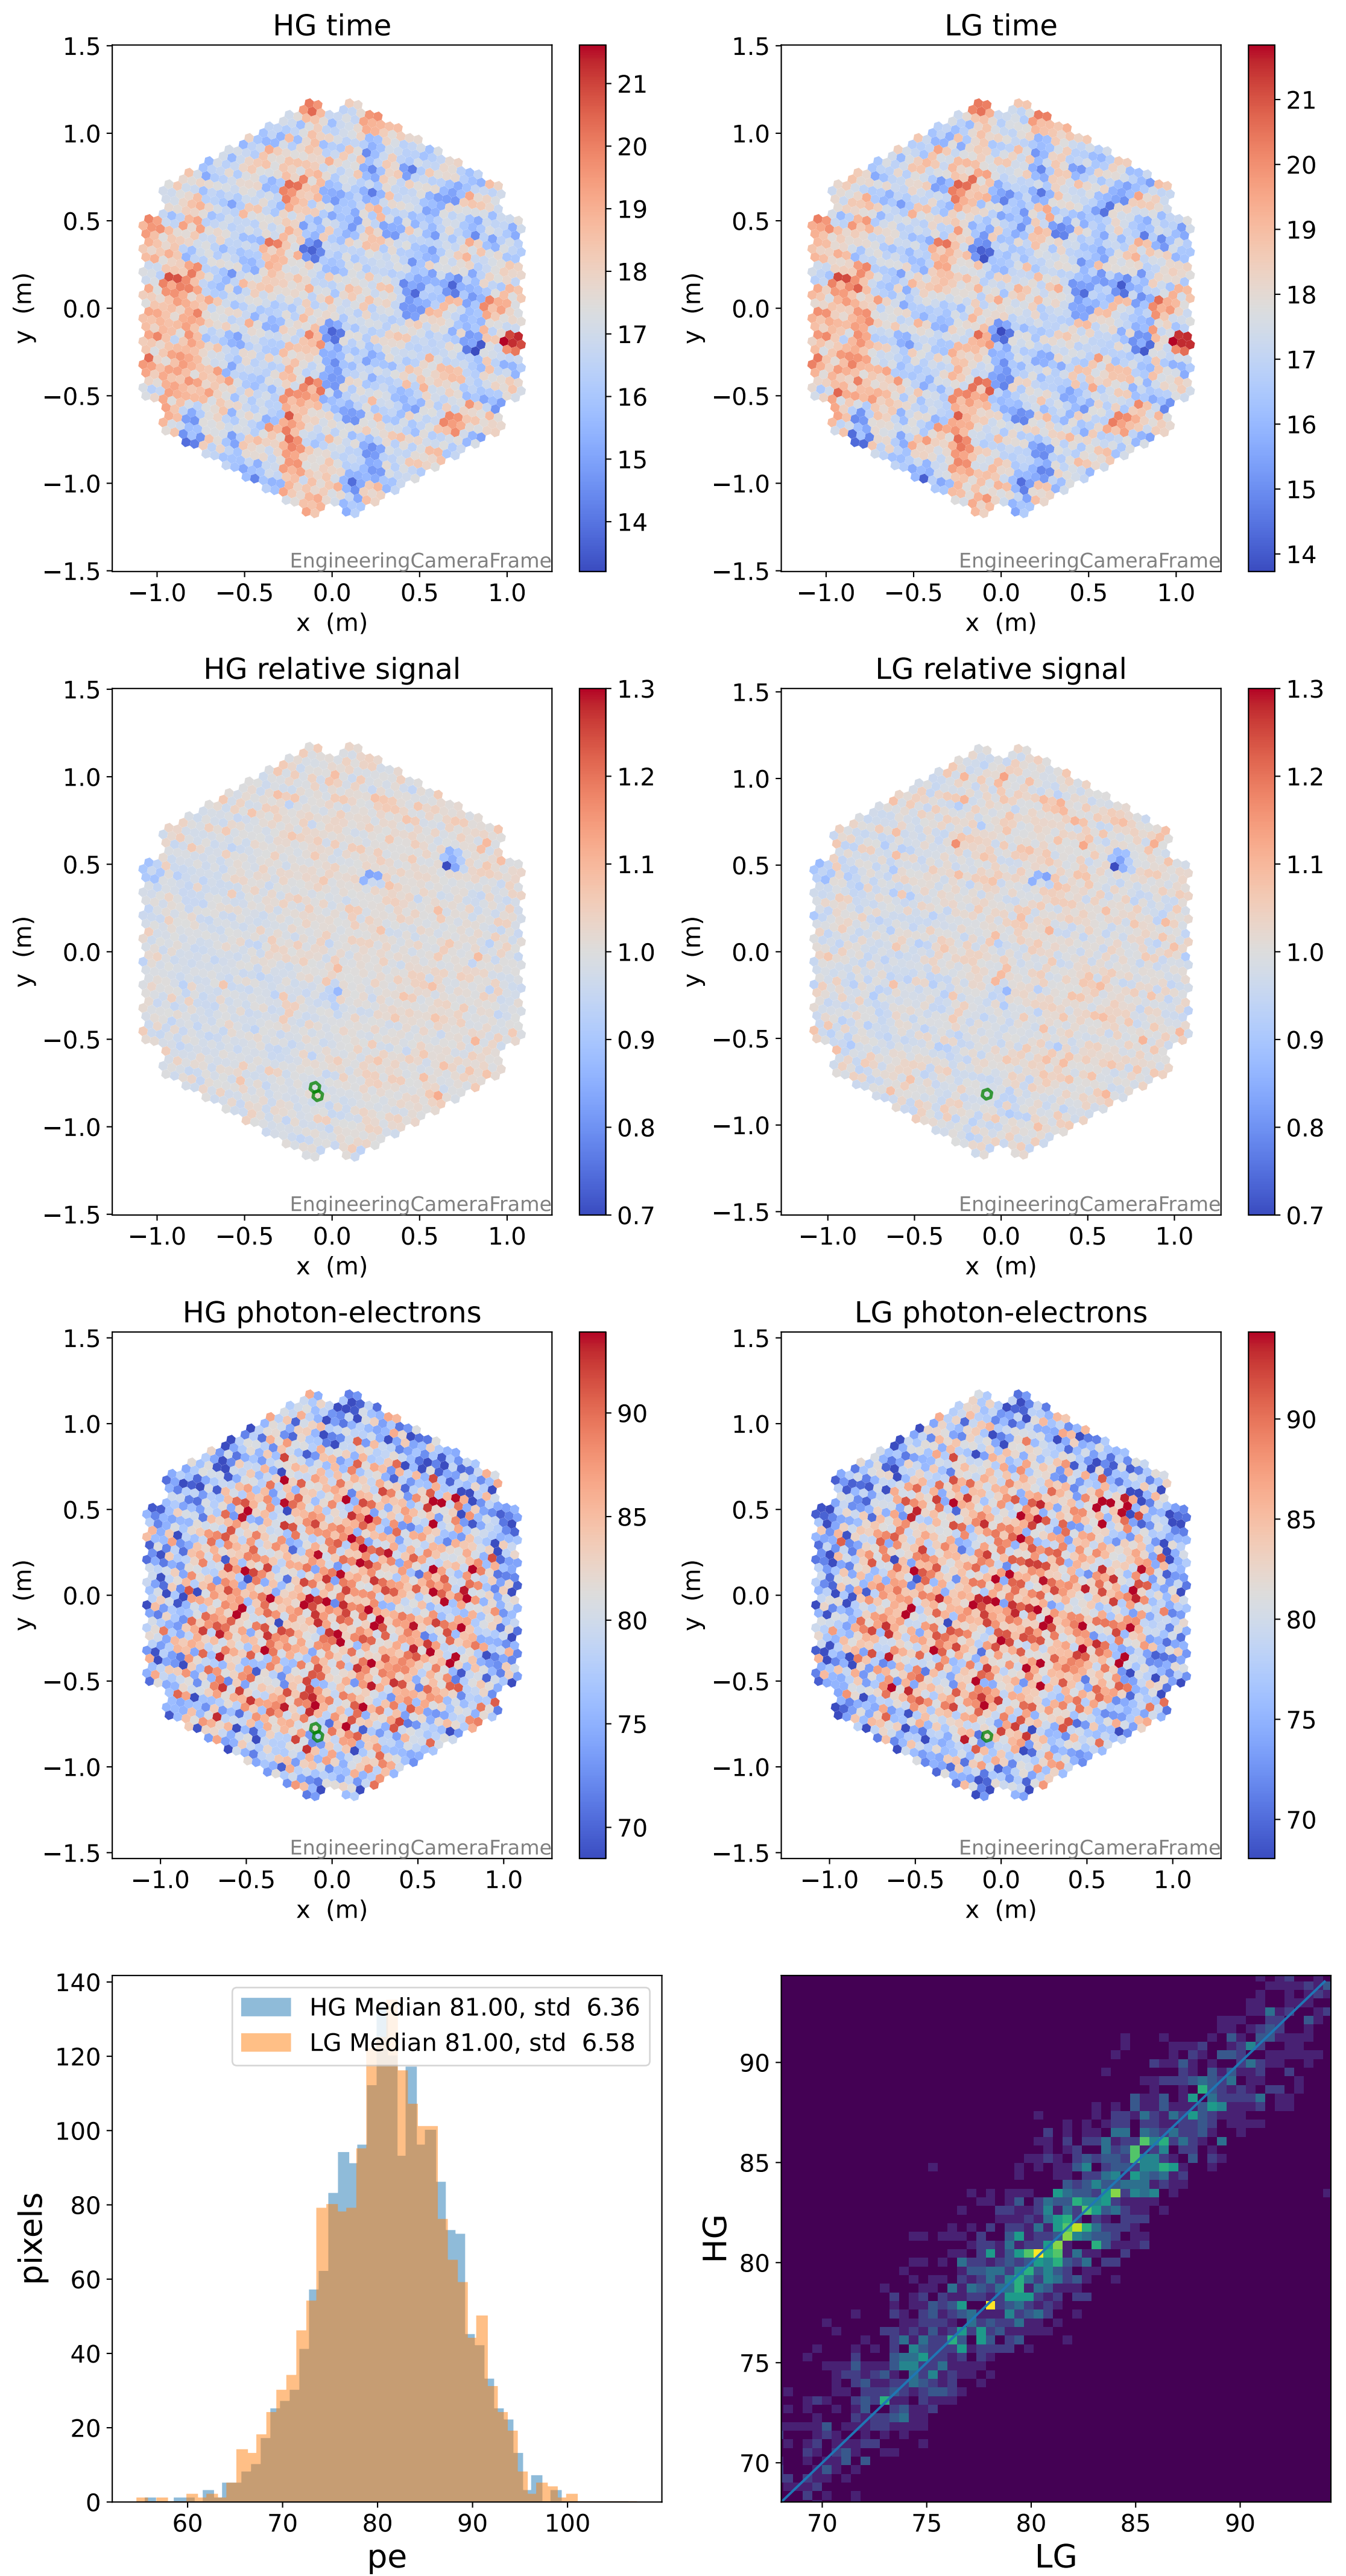 HG time
LG time
1.5
1.0
0.5
0.0
−0.5
−1.0
−1.5
y (m)
EngineeringCameraFrame
−1.0 −0.5 0.0 0.5 1.0
x (m)
21
20
19
18
17
16
15
14
1.5
1.0
0.5
0.0
−0.5
−1.0
−1.5
y (m)
EngineeringCameraFrame
−1.0 −0.5 0.0 0.5 1.0
x (m)
21
20
19
18
17
16
15
14
HG relative signal
LG relative signal
1.5
1.0
0.5
0.0
−0.5
−1.0
−1.5
y (m)
EngineeringCameraFrame
−1.0 −0.5 0.0 0.5 1.0
x (m)
1.3
1.2
1.1
1.0
0.9
0.8
0.7
1.5
1.0
0.5
0.0
−0.5
−1.0
−1.5
y (m)
EngineeringCameraFrame
−1.0 −0.5 0.0 0.5 1.0
x (m)
1.3
1.2
1.1
1.0
0.9
0.8
0.7
HG photon-electrons
LG photon-electrons
1.5
1.0
0.5
0.0
−0.5
−1.0
−1.5
y (m)
EngineeringCameraFrame
−1.0 −0.5 0.0 0.5 1.0
x (m)
90
85
80
75
70
1.5
1.0
0.5
0.0
−0.5
−1.0
−1.5
y (m)
EngineeringCameraFrame
−1.0 −0.5 0.0 0.5 1.0
x (m)
90
85
80
75
70
HG Median 81.00, std 6.36
LG Median 81.00, std 6.58
140
120
100
80
60
40
20
0
pixels
60 70 80 90 100
pe
90
85
80
75
70
HG
70 75 80 85 90
LG